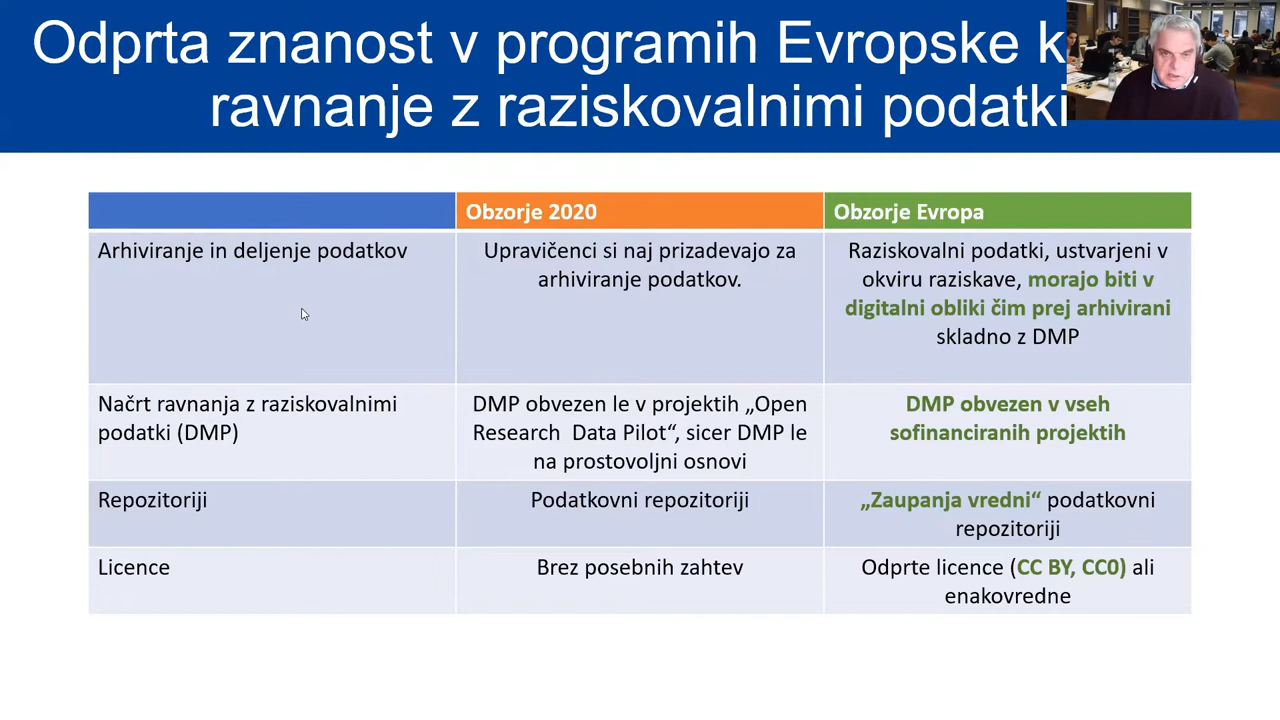 Odprta znanost v programih Evropske k
ravnanje z raziskovalnimi podatki
Obzorje 2020
Obzorje Evropa
Arhiviranje in deljenje podatkov
Upravičenci si naj prizadevajo za
arhiviranje podatkov.
Raziskovalni podatki, ustvarjeni v
okviru raziskave, morajo biti v
digitalni obliki čim prej arhivirani
skladno z DMP
Načrt ravnanja z raziskovalnimi
podatki (DMP)
DMP obvezen le v projektih „Open
Research Data Pilot“, sicer DMP le
na prostovoljni osnovi
DMP obvezen v vseh
sofinanciranih projektih
Repozitoriji
Podatkovni repozitoriji
„Zaupanja vredni“ podatkovni
repozitoriji
Licence
Brez posebnih zahtev
Odprte licence (CC BY, CC0) ali
enakovredne